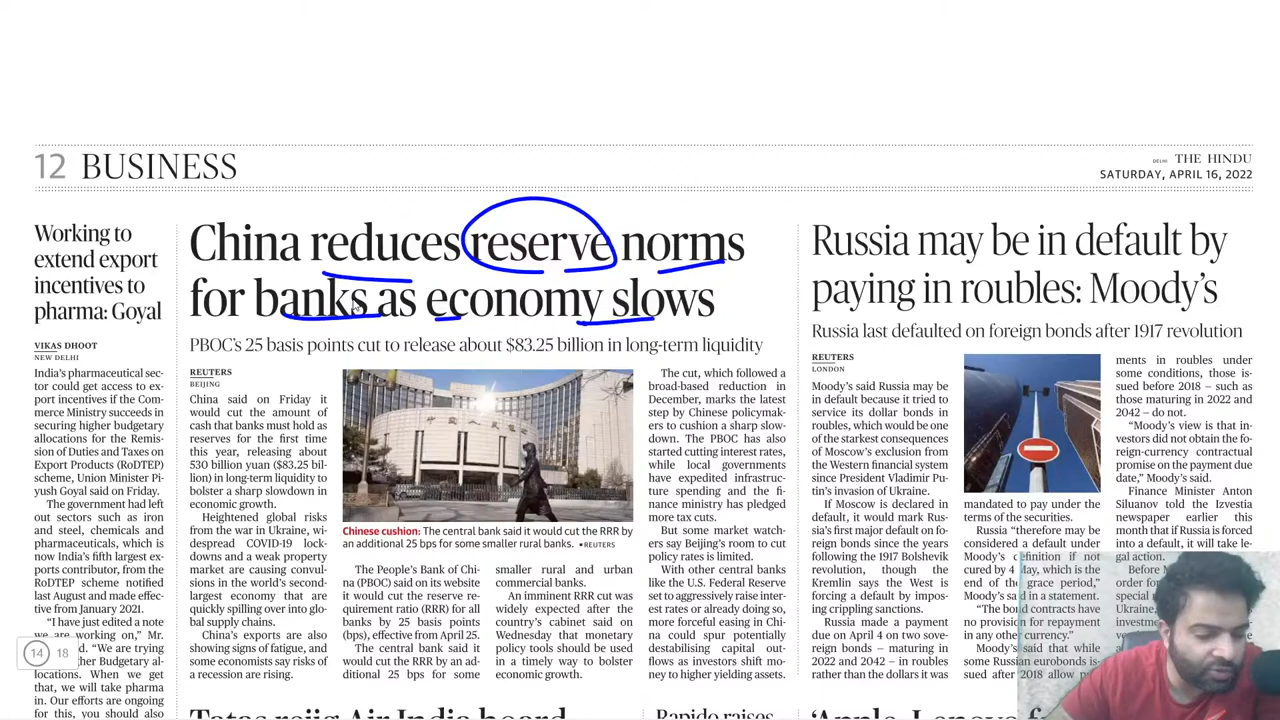 12 BUSINESS
DELHI THE HINDU
SATURDAY, APRIL 16, 2022
Working to
extend export
incentives to
pharma: Goyal
VIKAS DHOOT
NEW DELHI
India's pharmaceutical sec-
tor could get access to ex-
port incentives if the Com-
merce Ministry succeeds in
securing higher budgetary
allocations for the Remis-
sion of Duties and Taxes on
Export Products (RoDTEP)
scheme, Union Minister Pi-
yush Goyal said on Friday.
The government had left
out sectors such as iron
and steel, chemicals and
pharmaceuticals, which is
now India's fifth largest ex-
ports contributor, from the
RoDTEP scheme notified
last August and made effec-
tive from January 2021.
"I have just edited a note
we are working on," Mr.
"We are trying
Budgetary al-
locations. When we get
that, we will take pharma
in. Our efforts are ongoing
for this, you should also
14 18
China reduces reserve norms
for banks as economy slows
PBOC's 25 basis points cut to release about $83.25 billion in long-term liquidity
REUTERS
BEIJING
China said on Friday it
would cut the amount of
cash that banks must hold as
reserves for the first time
this year, releasing about
530 billion yuan ($83.25 bil-
lion) in long-term liquidity to
bolster a sharp slowdown in
economic growth.
Heightened global risks
from the war in Ukraine, wi-
despread COVID-19 lock-
downs and a weak property
market are causing convul-
sions in the world's second-
largest economy that are
quickly spilling over into glo-
bal supply chains.
China's exports are also
showing signs of fatigue, and
some economists say risks of
a recession are rising.
Chinese cushion: The central bank said it would cut the RRR by
an additional 25 bps for some smaller rural banks. •REUTERS
The People's Bank of Chi-
na (PBOC) said on its website
it would cut the reserve re-
quirement ratio (RRR) for all
banks by 25 basis points
(bps), effective from April 25.
The central bank said it
would cut the RRR by an ad-
ditional 25 bps for some
smaller rural and urban
commercial banks.
An imminent RRR cut was
widely expected after the
country's cabinet said on
Wednesday that monetary
policy tools should be used
in a timely way to bolster
economic growth.
The cut, which followed a
broad-based reduction in
December, marks the latest
step by Chinese policymak-
ers to cushion a sharp slow-
down. The PBOC has also
started cutting interest rates,
while local governments
have expedited infrastruc-
ture spending and the fi-
nance ministry has pledged
more tax cuts.
But some market watch-
ers say Beijing's room to cut
policy rates is limited.
With other central banks
like the U.S. Federal Reserve
set to aggressively raise inter-
est rates or already doing so,
more forceful easing in Chi-
na could spur potentially
destabilising capital out-
flows as investors shift mo-
ney to higher yielding assets.
Russia may be in default by
paying in roubles: Moody's
Russia last defaulted on foreign bonds after 1917 revolution
REUTERS
LONDON
Moody's said Russia may be
in default because it tried to
service its dollar bonds in
roubles, which would be one
of the starkest consequences
of Moscow's exclusion from
the Western financial system
since President Vladimir Pu-
tin's invasion of Ukraine.
If Moscow is declared in
default, it would mark Rus-
sia's first major default on fo-
reign bonds since the years
following the 1917 Bolshevik
revolution, though the
Kremlin says the West is
forcing a default by impos-
ing crippling sanctions.
Russia made a payment
due on April 4 on two sove-
reign bonds – maturing in
2022 and 2042 – in roubles
rather than the dollars it was
mandated to pay under the
terms of the securities.
Russia "therefore may be
considered a default under
Moody's definition if not
cured by 4 May, which is the
end of the grace period,"
Moody's said in a statement.
"The bond contracts have
no provision for repayment
in any other currency."
Moody's said that while
some Russian eurobonds is-
sued after 2018 allow
ments in roubles under
some conditions, those is-
sued before 2018 – such as
those maturing in 2022 and
2042 – do not.
"Moody's view is that in-
vestors did not obtain the fo-
reign-currency contractual
promise on the payment due
date," Moody's said.
Finance Minister Anton
Siluanov told the Izvestia
newspaper earlier this
month that if Russia is forced
into a default, it will take le-
gal action.
Before
order for
special
Ukraine,
Tatas rejig Air India board
Rapido raises